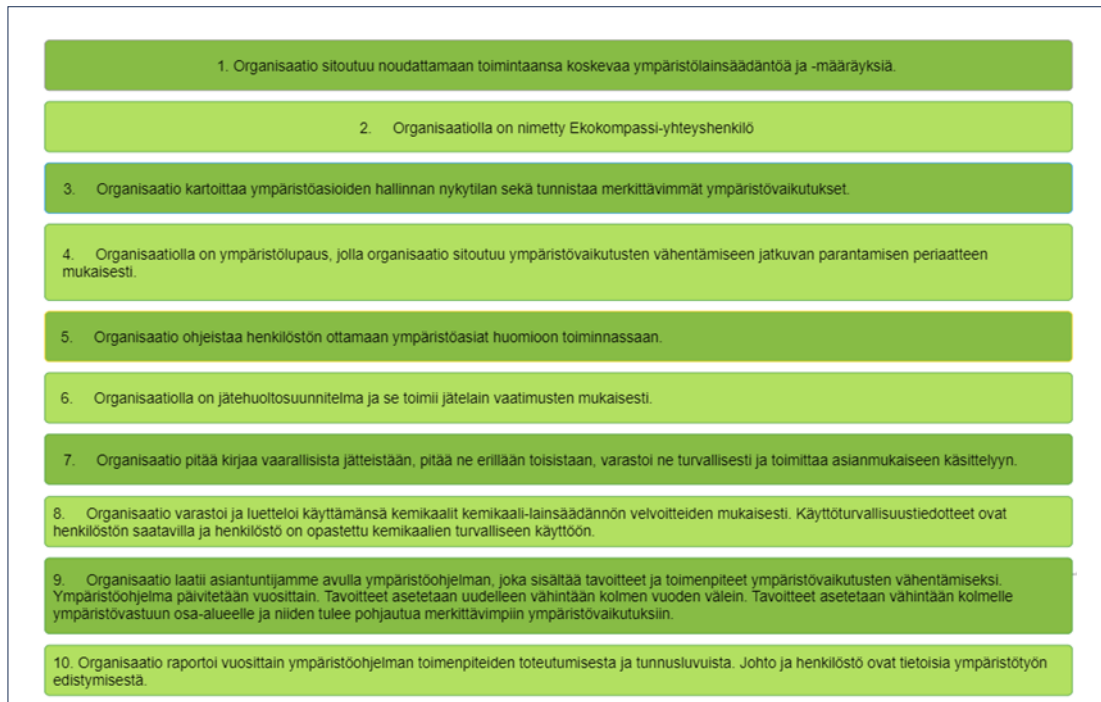 1. Organisaatio sitoutuu noudattamaan toimintaansa koskevaa ympäristölainsäädäntöä ja -määräyksiä.
2. Organisaatiolla on nimetty Ekokompassi-yhteyshenkilö
3. Organisaatio kartoittaa ympäristöasioiden hallinnan nykytilan sekä tunnistaa merkittävimmät ympäristövaikutukset.
4. Organisaatiolla on ympäristölupaus, jolla organisaatio sitoutuu ympäristövaikutusten vähentämiseen jatkuvan parantamisen periaatteen
mukaisesti.
5. Organisaatio ohjeistaa henkilöstön ottamaan ympäristöasiat huomioon toiminnassaan.
6. Organisaatiolla on jätehuoltosuunnitelma ja se toimii jätelain vaatimusten mukaisesti.
7. Organisaatio pitää kirjaa vaarallisista jätteistään, pitää ne erillään toisistaan, varastoi ne turvallisesti ja toimittaa asianmukaiseen käsittelyyn.
8. Organisaatio varastoi ja luetteloi käyttämänsä kemikaalit kemikaali-lainsäädännön velvoitteiden mukaisesti. Käyttöturvallisuustiedotteet ovat
henkilöstön saatavilla ja henkilöstö on opastettu kemikaalien turvalliseen käyttöön.
9. Organisaatio laatii asiantuntijamme avulla ympäristöohjelman, joka sisältää tavoitteet ja toimenpiteet ympäristövaikutusten vähentämiseksi.
Ympäristöohjelma päivitetään vuosittain. Tavoitteet asetetaan uudelleen vähintään kolmen vuoden välein. Tavoitteet asetetaan vähintään kolmelle
ympäristövastuun osa-alueelle ja niiden tulee pohjautua merkittävimpiin ympäristövaikutuksiin.
10. Organisaatio raportoi vuosittain ympäristöohjelman toimenpiteiden toteutumisesta ja tunnusluvuista. Johto ja henkilöstö ovat tietoisia ympäristötyön
edistymisestä.